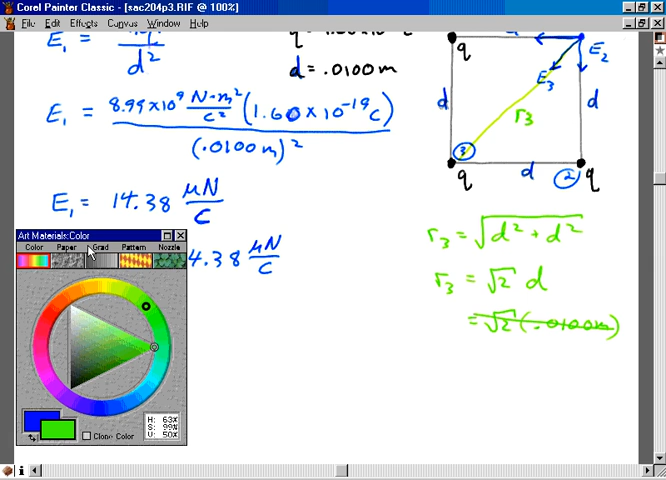 Corel Painter Classic - [sac204p3.RIF @ 100%]
File Edit Effects Canvas Window Help
E₁ =
d²
d = .0100 m
E₁ = 8.99 x 10⁹ N·m²/C² (1.60 x 10⁻¹⁹ C)
(.0100 m)²
E₁ = 14.38 μN/C
4.38 μN/C
q
E₂
E₃
d
r₃
d
3
q
d
2
q
r₃ = √d² + d²
r₃ = √2 d
= √2 (.0100m)
Art Materials:Color
Color Paper Grad Pattern Nozzle
H: 63%
S: 99%
V: 50%
Clone Color